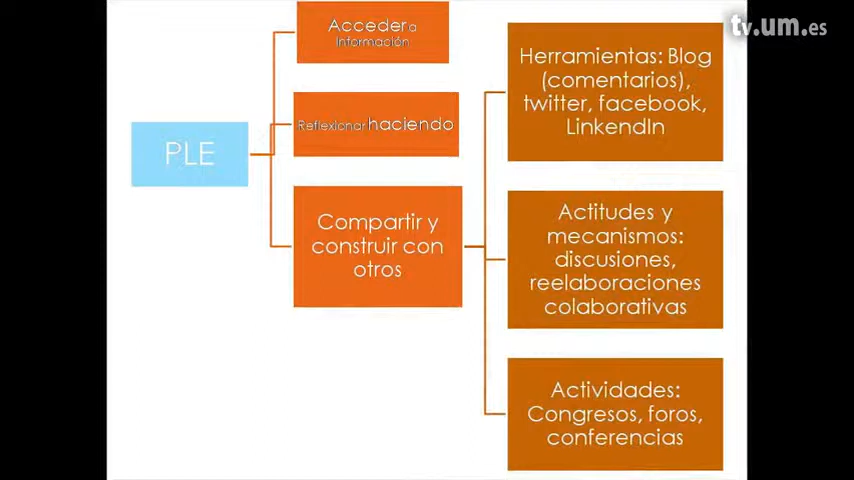 tv.um.es
Acceder a
Información
PLE
Reflexionar haciendo
Compartir y
construir con
otros
Herramientas: Blog
(comentarios),
twitter, facebook,
LinkendIn
Actitudes y
mecanismos:
discusiones,
reelaboraciones
colaborativas
Actividades:
Congresos, foros,
conferencias